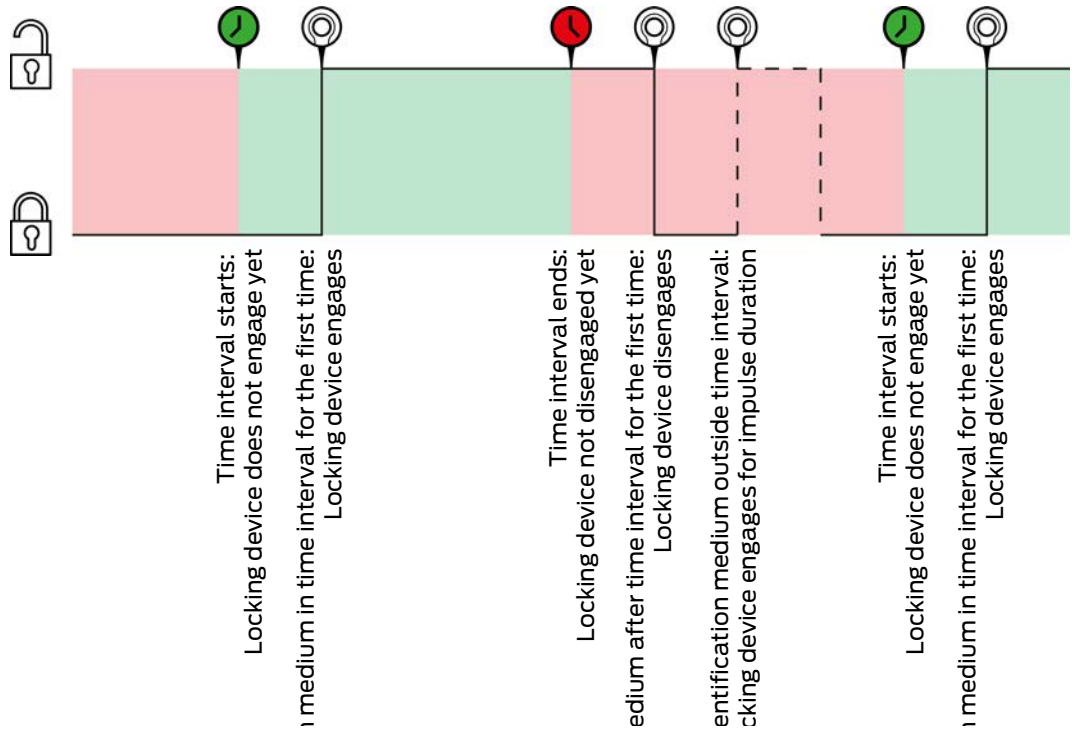 Time interval starts:
Locking device does not engage yet
medium in time interval for the first time:
Locking device engages
Time interval ends:
Locking device not disengaged yet
after time interval for the first time:
Locking device disengages
medium outside time interval:
device engages for impulse duration
Time interval starts:
Locking device does not engage yet
medium in time interval for the first time:
Locking device engages